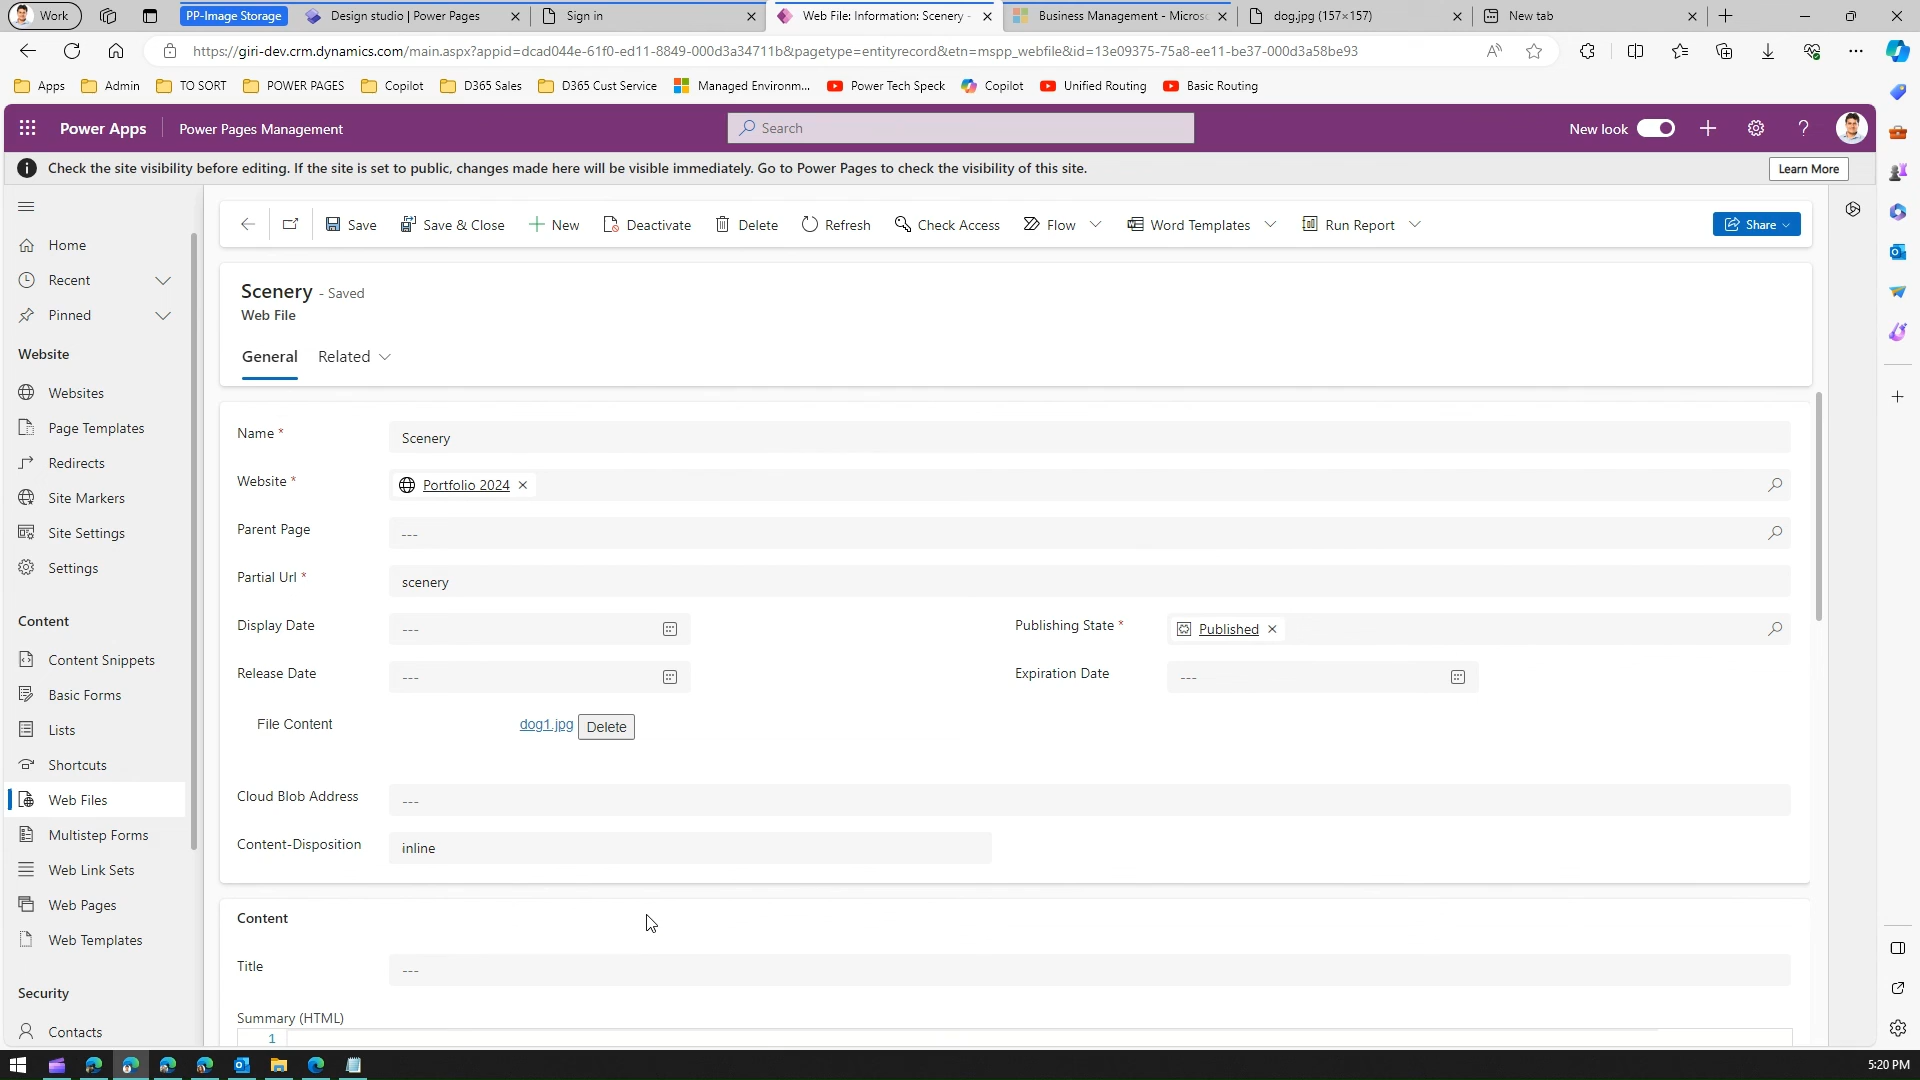 Work
PP-Image Storage
Design studio | Power Pages
Sign in
Web File: Information: Scenery -
Business Management - Micros
dog.jpg (157×157)
New tab
https://giri-dev.crm.dynamics.com/main.aspx?appid=dcad044e-61f0-ed11-8849-000d3a34711b&pagetype=entityrecord&etn=mspp_webfile&id=13e09375-75a8-ee11-be37-000d3a58be93
Apps
Admin
TO SORT
POWER PAGES
Copilot
D365 Sales
D365 Cust Service
Managed Environm...
Power Tech Speck
Copilot
Unified Routing
Basic Routing
Power Apps
Power Pages Management
Search
New look
Check the site visibility before editing. If the site is set to public, changes made here will be visible immediately. Go to Power Pages to check the visibility of this site.
Learn More
Save
Save & Close
New
Deactivate
Delete
Refresh
Check Access
Flow
Word Templates
Run Report
Share
Home
Recent
Pinned
Website
Websites
Page Templates
Redirects
Site Markers
Site Settings
Settings
Content
Content Snippets
Basic Forms
Lists
Shortcuts
Web Files
Multistep Forms
Web Link Sets
Web Pages
Web Templates
Security
Contacts
Scenery - Saved
Web File
General
Related
Name *
Scenery
Website *
Portfolio 2024
Parent Page
---
Partial Url *
scenery
Display Date
---
Publishing State *
Published
Release Date
---
Expiration Date
---
File Content
dog1.jpg
Delete
Cloud Blob Address
---
Content-Disposition
inline
Content
Title
---
Summary (HTML)
1
5:20 PM